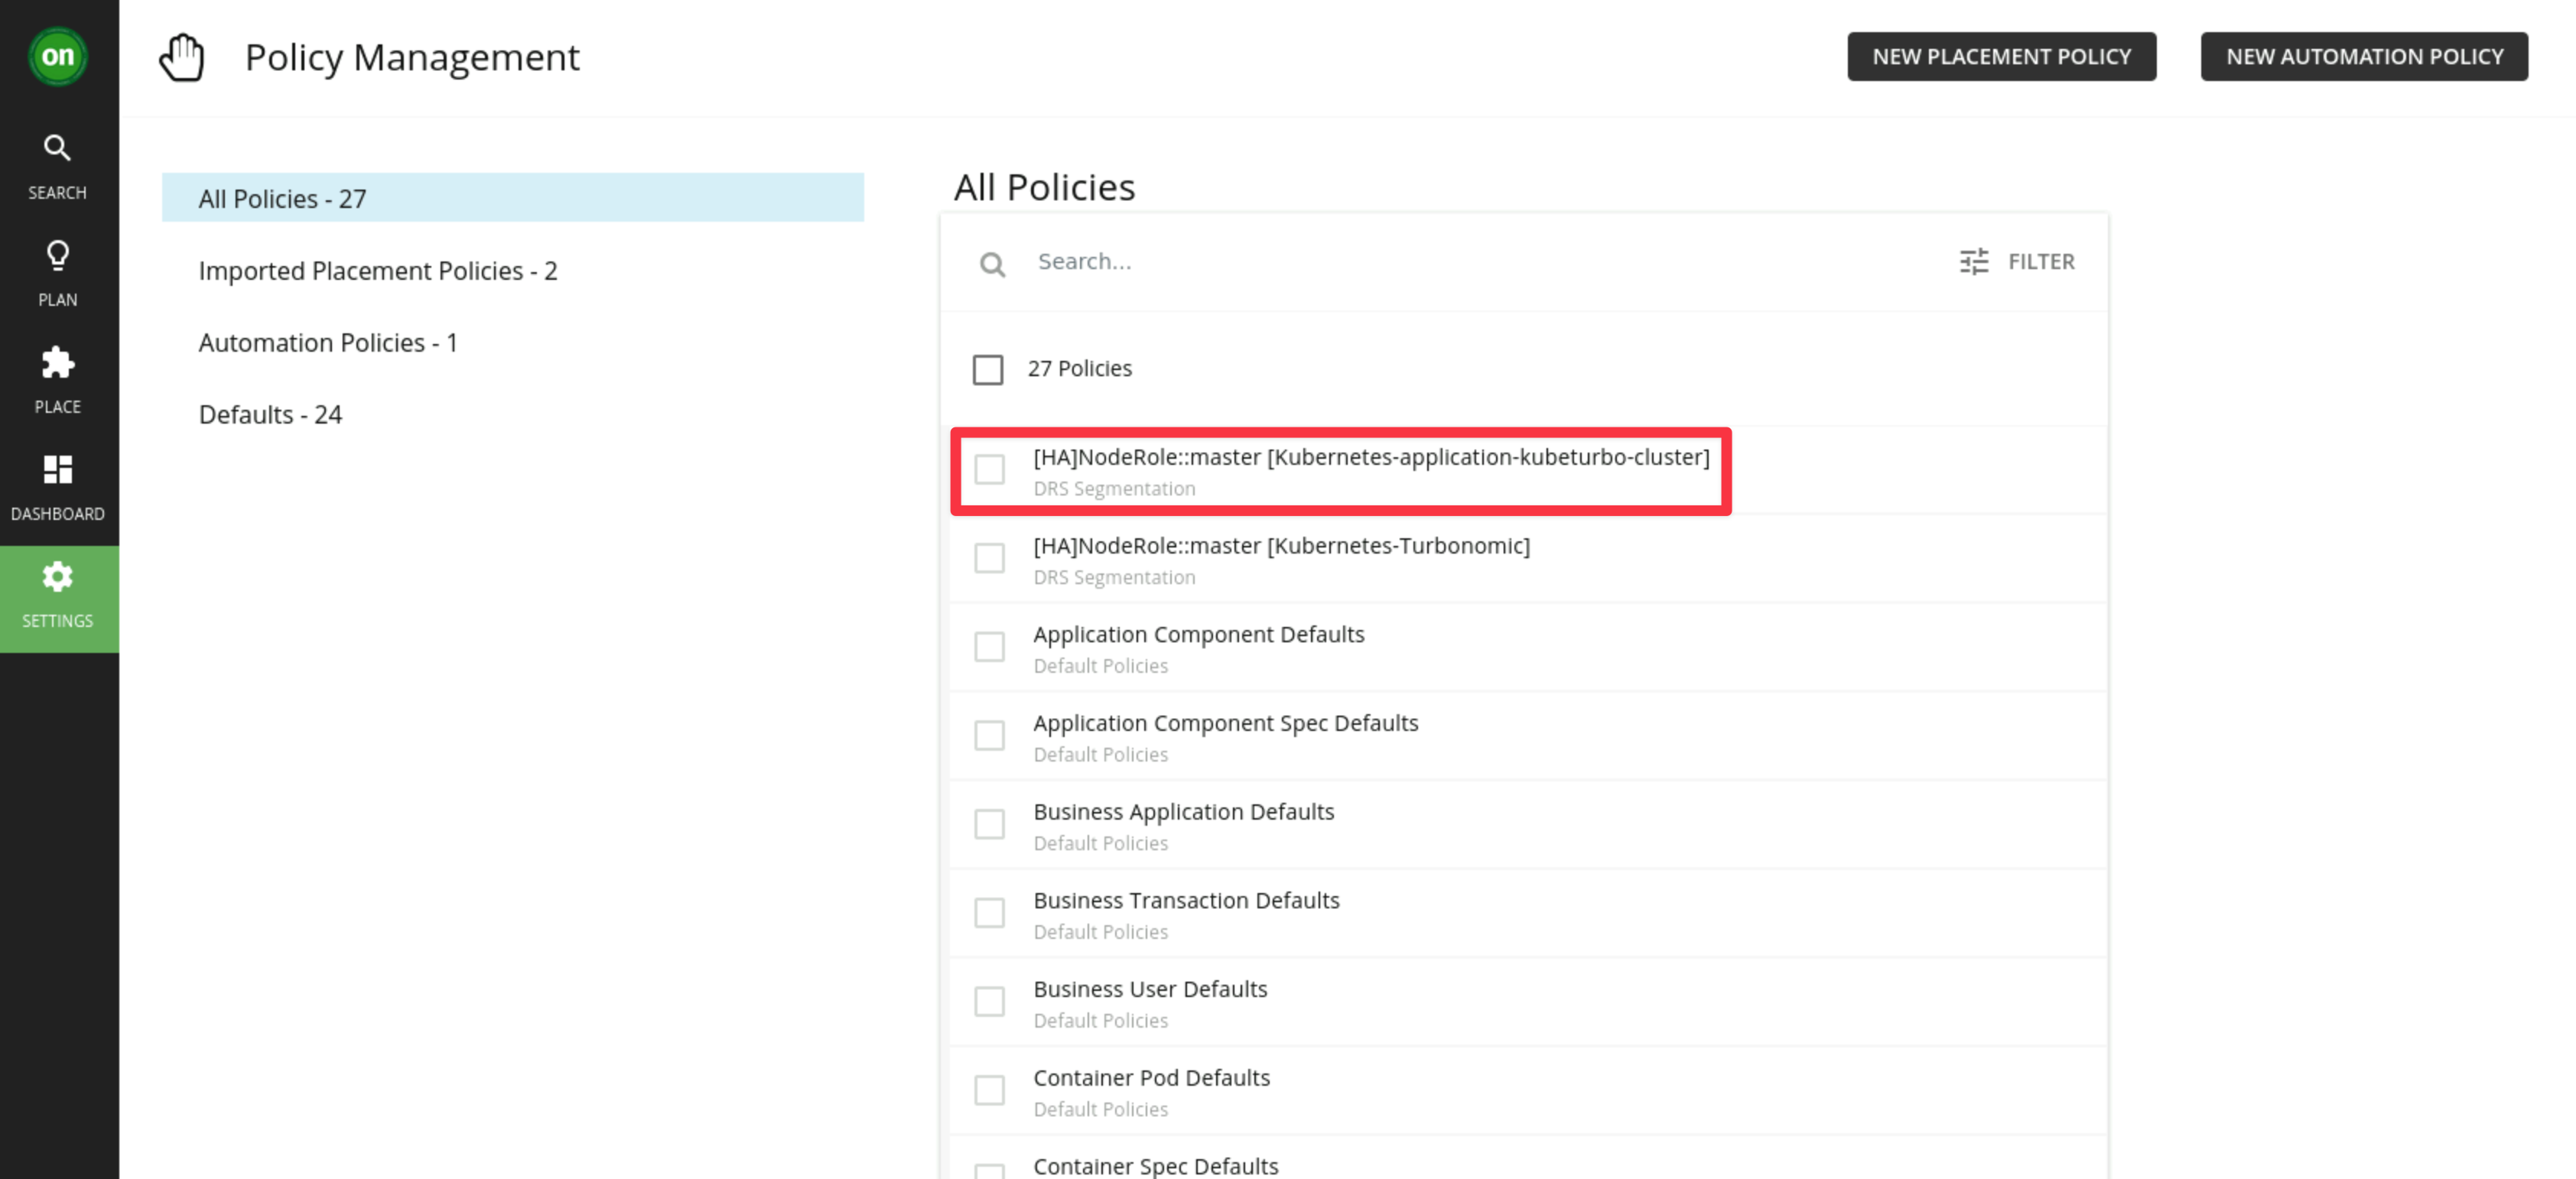 on
Policy Management
NEW PLACEMENT POLICY
NEW AUTOMATION POLICY
SEARCH
PLAN
PLACE
DASHBOARD
SETTINGS
All Policies - 27
Imported Placement Policies - 2
Automation Policies - 1
Defaults - 24
All Policies
Search...
FILTER
27 Policies
[HA]NodeRole::master [Kubernetes-application-kubeturbo-cluster]
DRS Segmentation
[HA]NodeRole::master [Kubernetes-Turbonomic]
DRS Segmentation
Application Component Defaults
Default Policies
Application Component Spec Defaults
Default Policies
Business Application Defaults
Default Policies
Business Transaction Defaults
Default Policies
Business User Defaults
Default Policies
Container Pod Defaults
Default Policies
Container Spec Defaults